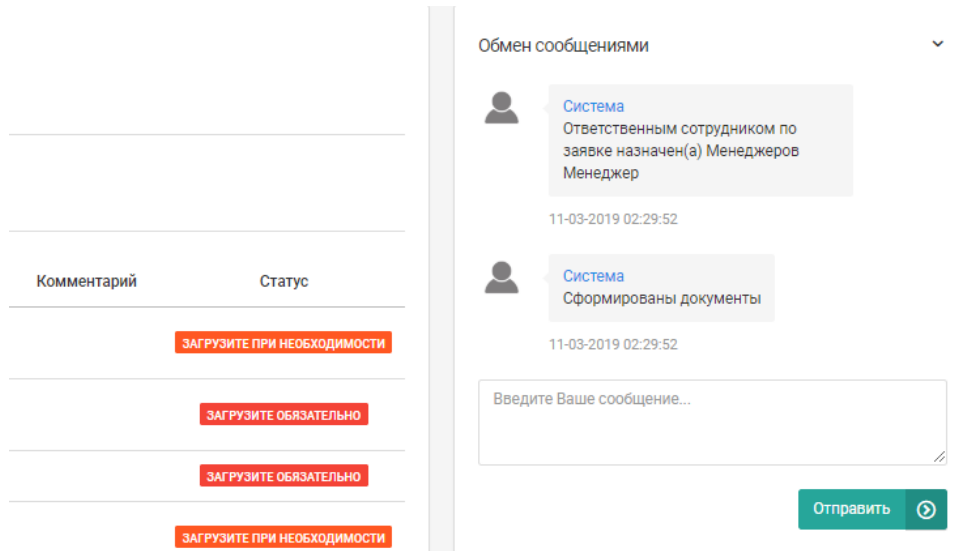 Обмен сообщениями
Система
Ответственным сотрудником по
заявке назначен(а) Менеджеров
Менеджер
11-03-2019 02:29:52
Система
Сформированы документы
11-03-2019 02:29:52
Введите Ваше сообщение...
Отправить
Комментарий Статус
ЗАГРУЗИТЕ ПРИ НЕОБХОДИМОСТИ
ЗАГРУЗИТЕ ОБЯЗАТЕЛЬНО
ЗАГРУЗИТЕ ОБЯЗАТЕЛЬНО
ЗАГРУЗИТЕ ПРИ НЕОБХОДИМОСТИ